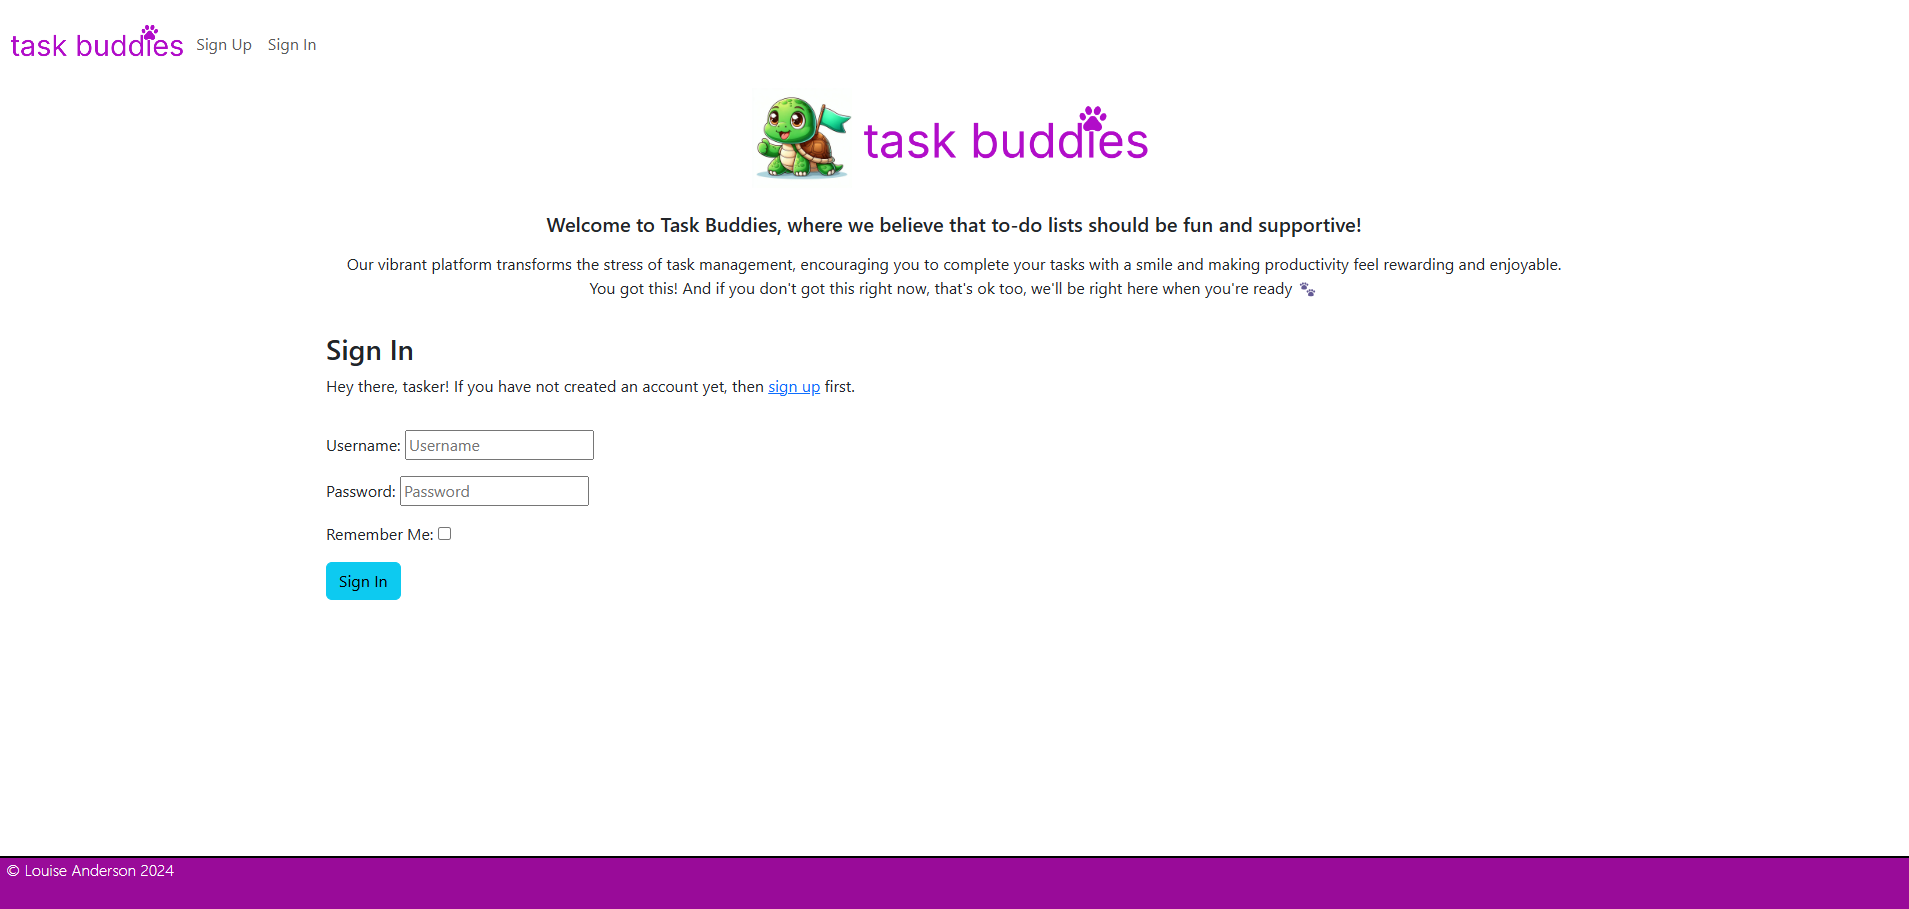 task buddies Sign Up Sign In
task buddies
Welcome to Task Buddies, where we believe that to-do lists should be fun and supportive!
Our vibrant platform transforms the stress of task management, encouraging you to complete your tasks with a smile and making productivity feel rewarding and enjoyable.
You got this! And if you don't got this right now, that's ok too, we'll be right here when you're ready 🐾
Sign In
Hey there, tasker! If you have not created an account yet, then sign up first.
Username: Username
Password: Password
Remember Me:
Sign In
© Louise Anderson 2024